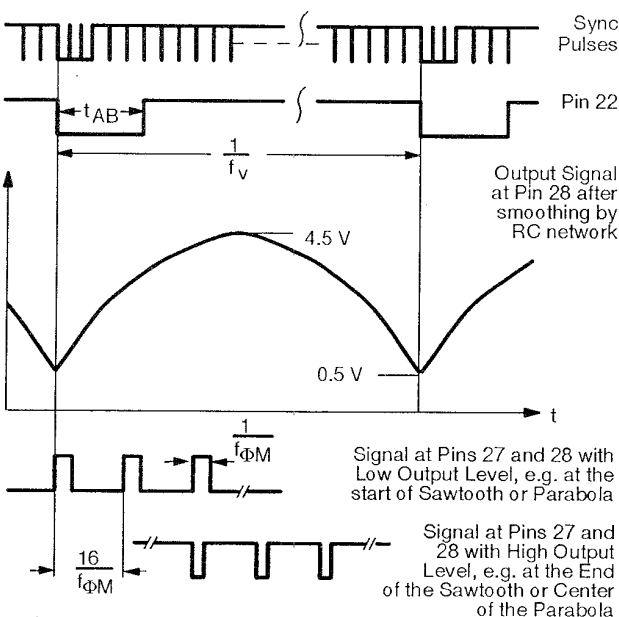 Sync
Pulses
t_AB
Pin 22
1
f_v
Output Signal
at Pin 28 after
smoothing by
RC network
4.5 V
0.5 V
t
1
f_ΦM
Signal at Pins 27 and 28 with
Low Output Level, e.g. at the
start of Sawtooth or Parabola
16
f_ΦM
Signal at Pins 27 and
28 with High Output
Level, e.g. at the End
of the Sawtooth or Center
of the Parabola